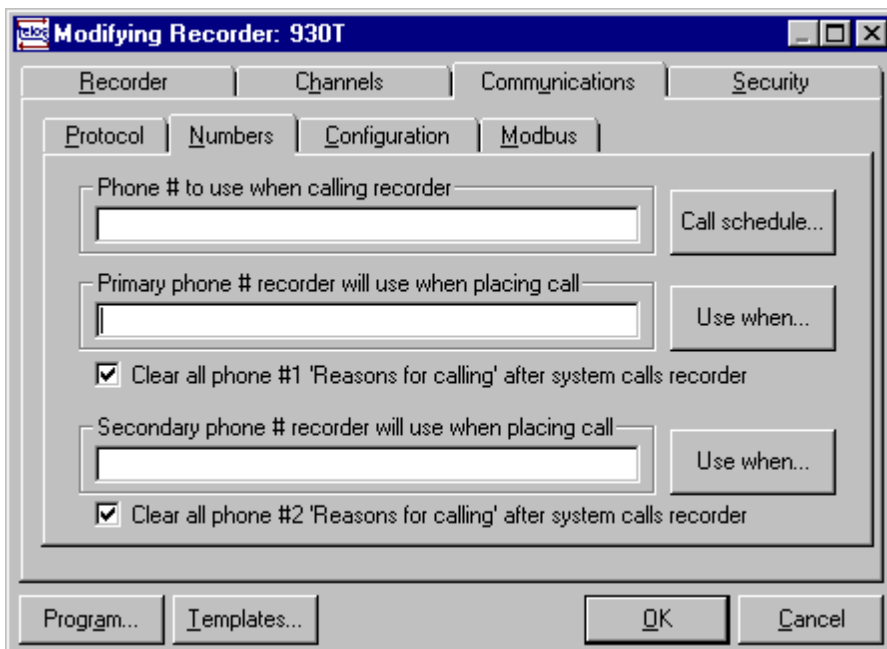 telog Modifying Recorder: 930T
Recorder Channels Communications Security
Protocol Numbers Configuration Modbus
Phone # to use when calling recorder
Call schedule...
Primary phone # recorder will use when placing call
Use when...
Clear all phone #1 'Reasons for calling' after system calls recorder
Secondary phone # recorder will use when placing call
Use when...
Clear all phone #2 'Reasons for calling' after system calls recorder
Program... Templates... OK Cancel